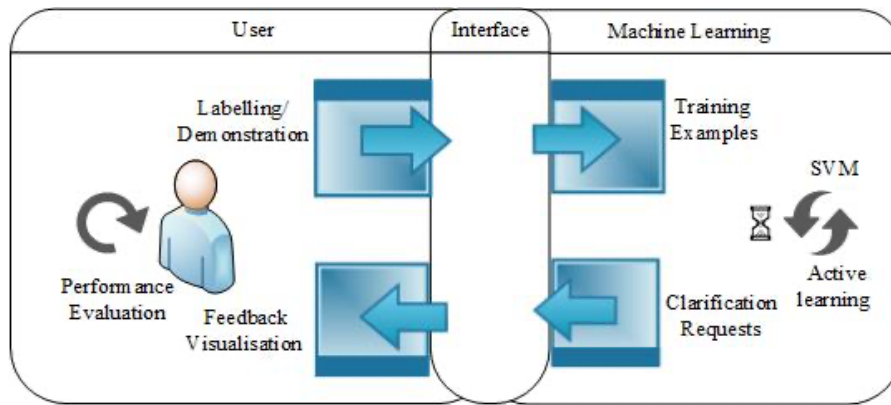 User
Interface
Machine Learning
Labelling/
Demonstration
Training
Examples
SVM
Performance
Evaluation
Feedback
Visualisation
Clarification
Requests
Active
learning